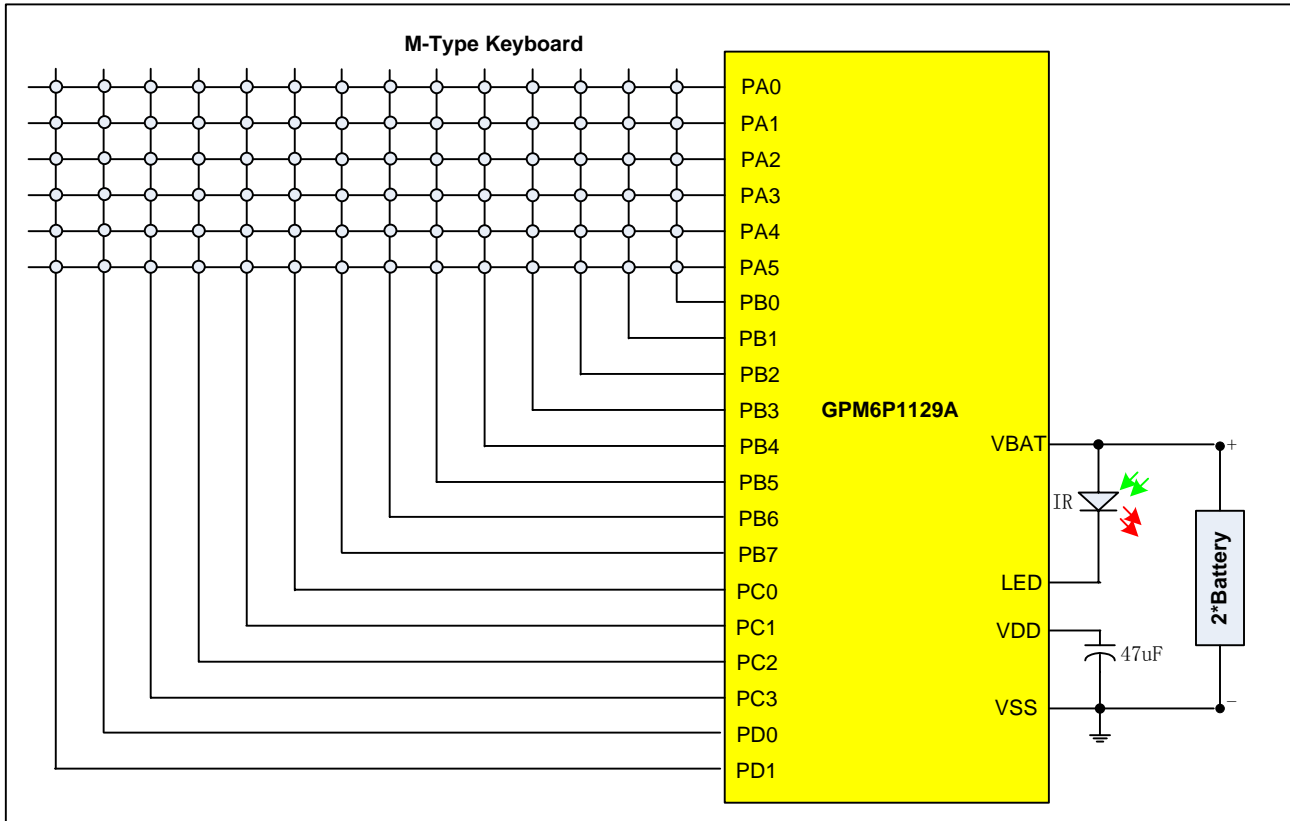 M-Type Keyboard
PA0
PA1
PA2
PA3
PA4
PA5
PB0
PB1
PB2
PB3
PB4
PB5
PB6
PB7
PC0
PC1
PC2
PC3
PD0
PD1
GPM6P1129A
VBAT
LED
VDD
VSS
IR
47uF
+
2*Battery
-